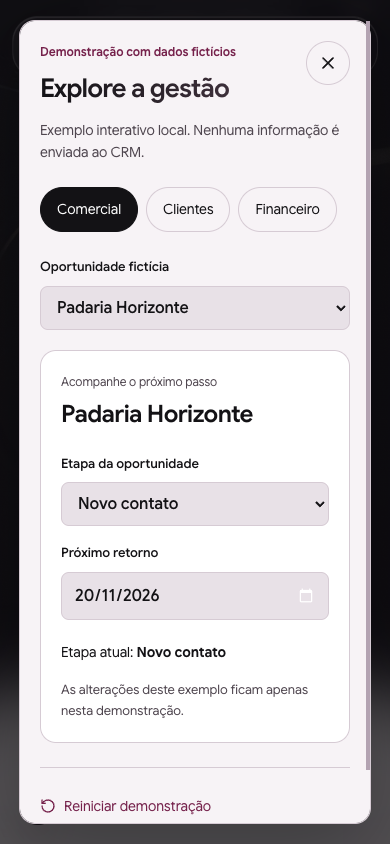 Demonstração com dados fictícios
Explore a gestão
Exemplo interativo local. Nenhuma informação é
enviada ao CRM.
Comercial
Clientes
Financeiro
Oportunidade fictícia
Padaria Horizonte
Acompanhe o próximo passo
Padaria Horizonte
Etapa da oportunidade
Novo contato
Próximo retorno
20/11/2026
Etapa atual: Novo contato
As alterações deste exemplo ficam apenas
nesta demonstração.
Reiniciar demonstração